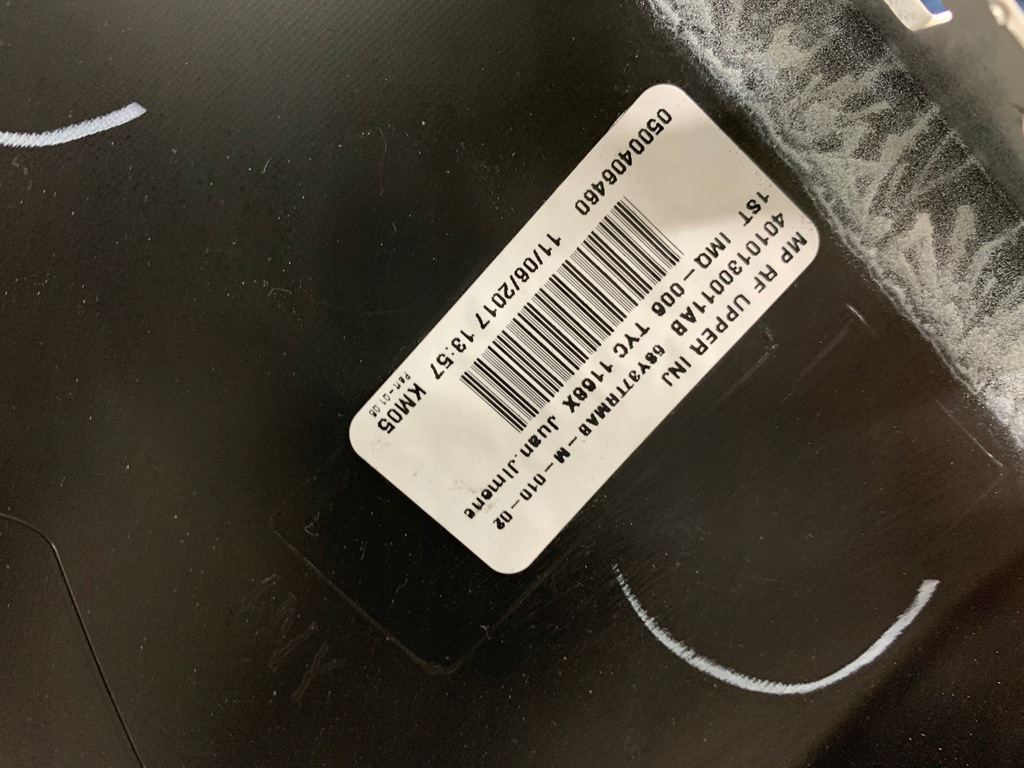 MP RF UPPER INJ
4010130011AB 68Y37TRMAB-M-010-02
1ST IMQ-006 TYC 1168X Juan.Jimene
0500406460 11/06/2017 13:57 KM05